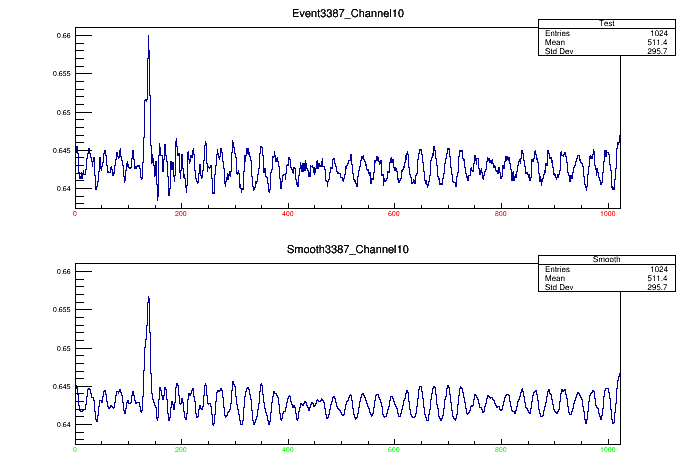 Event3387_Channel10
Test
Entries 1024
Mean 511.4
Std Dev 295.7
0.66
0.655
0.65
0.645
0.64
0 200 400 600 800 1000
Smooth3387_Channel10
Smooth
Entries 1024
Mean 511.4
Std Dev 295.7
0.66
0.655
0.65
0.645
0.64
0 200 400 600 800 1000